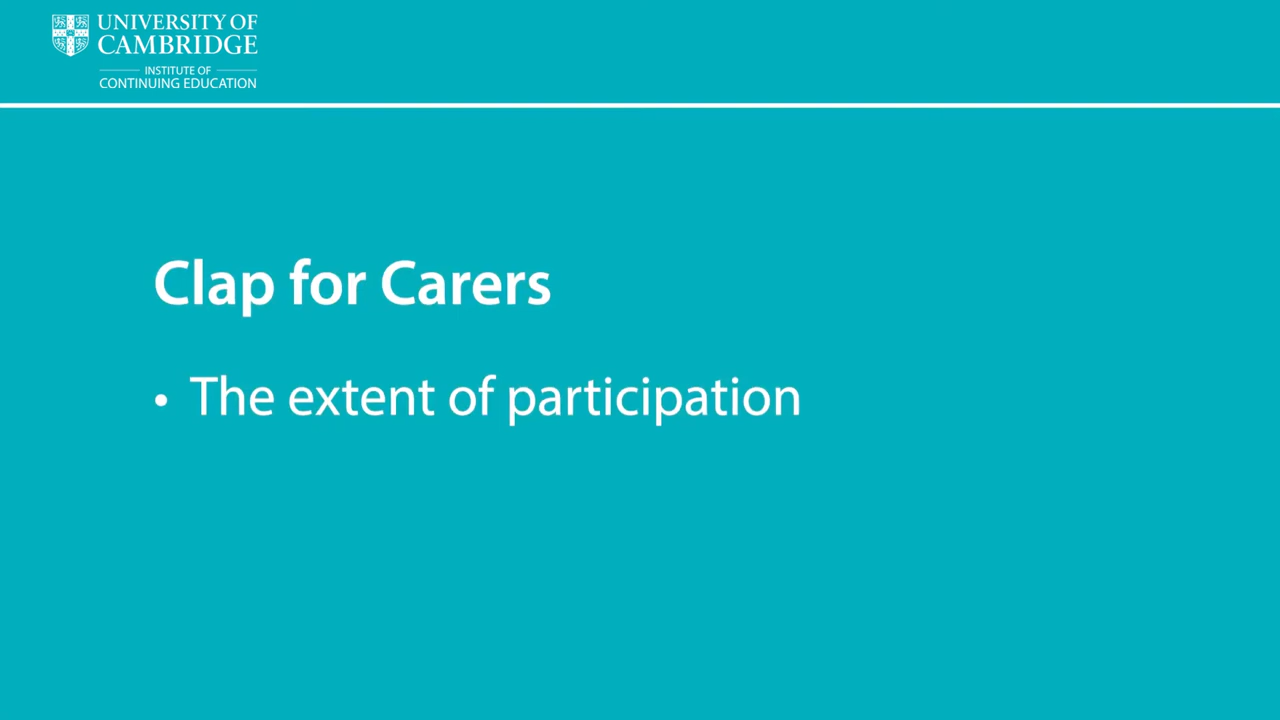 UNIVERSITY OF
CAMBRIDGE
INSTITUTE OF
CONTINUING EDUCATION
Clap for Carers
• The extent of participation